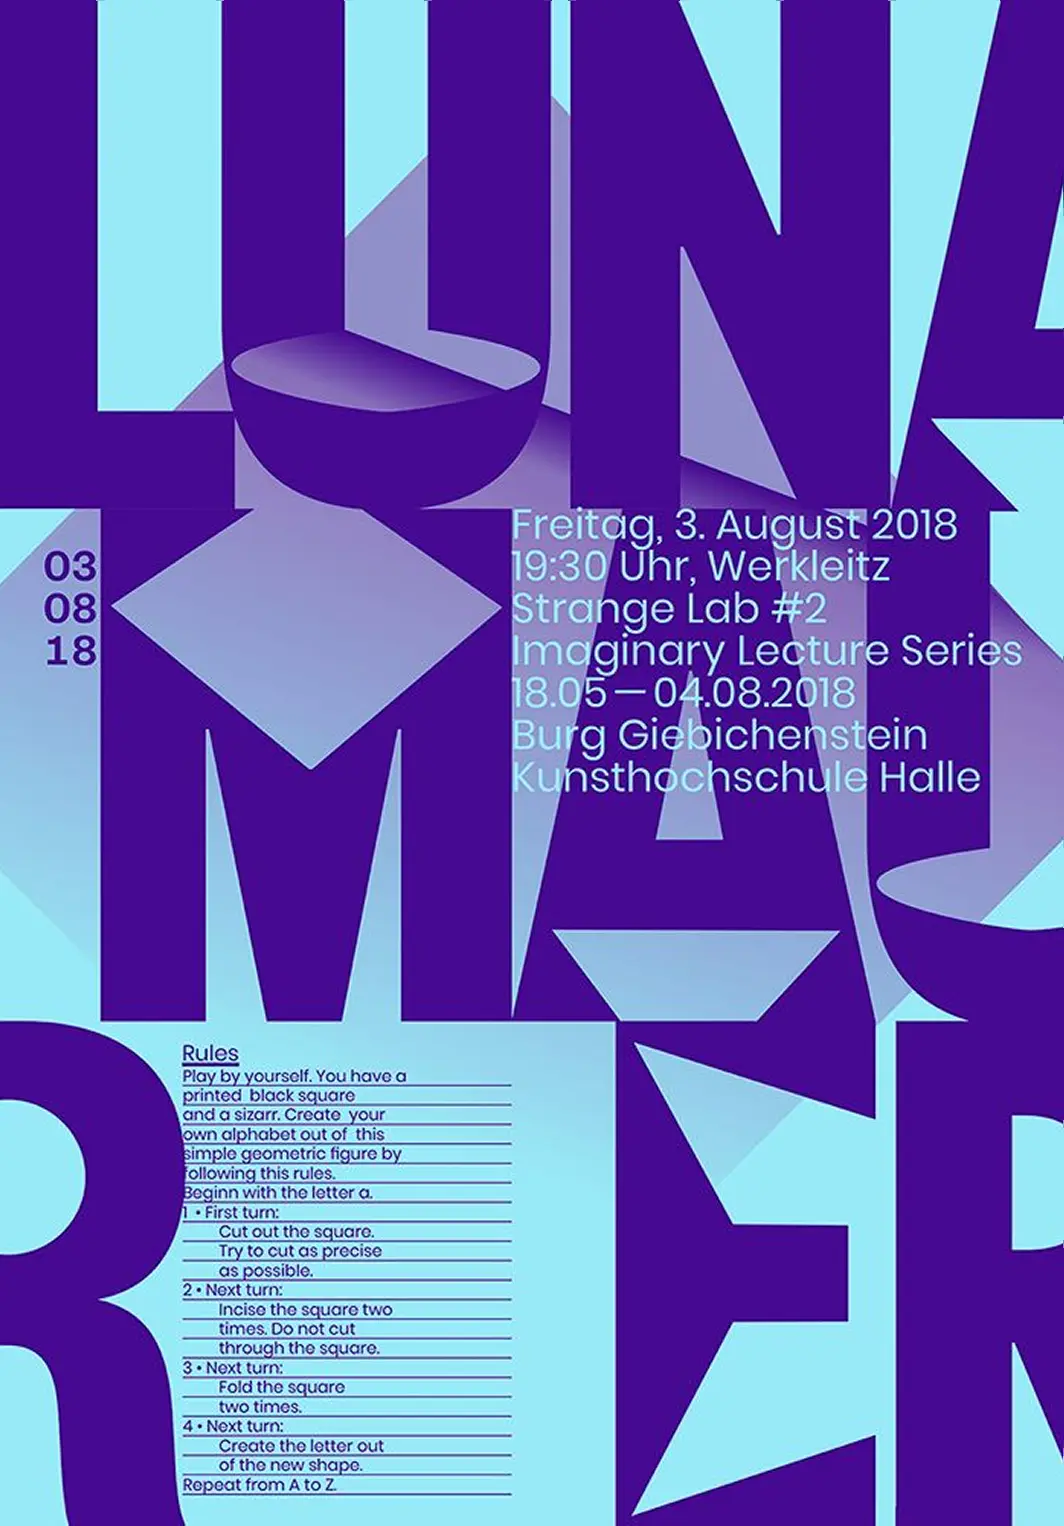 LUNA
MAU
RER
03
08
18
Freitag, 3. August 2018
19:30 Uhr, Werkleitz
Strange Lab #2
Imaginary Lecture Series
18.05 — 04.08.2018
Burg Giebichenstein
Kunsthochschule Halle
Rules
Play by yourself. You have a
printed black square
and a sizarr. Create your
own alphabet out of this
simple geometric figure by
following this rules.
Beginn with the letter a.
1 • First turn:
Cut out the square.
Try to cut as precise
as possible.
2 • Next turn:
Incise the square two
times. Do not cut
through the square.
3 • Next turn:
Fold the square
two times.
4 • Next turn:
Create the letter out
of the new shape.
Repeat from A to Z.